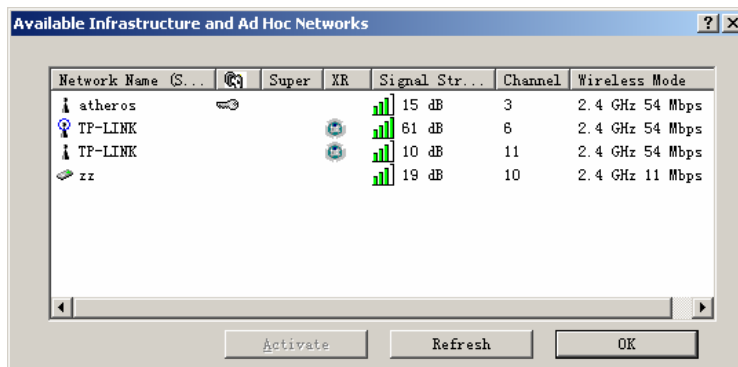 Available Infrastructure and Ad Hoc Networks
Network Name (S... Super XR Signal Str... Channel Wireless Mode
atheros 15 dB 3 2.4 GHz 54 Mbps
TP-LINK 61 dB 6 2.4 GHz 54 Mbps
TP-LINK 10 dB 11 2.4 GHz 54 Mbps
zz 19 dB 10 2.4 GHz 11 Mbps
Activate Refresh OK